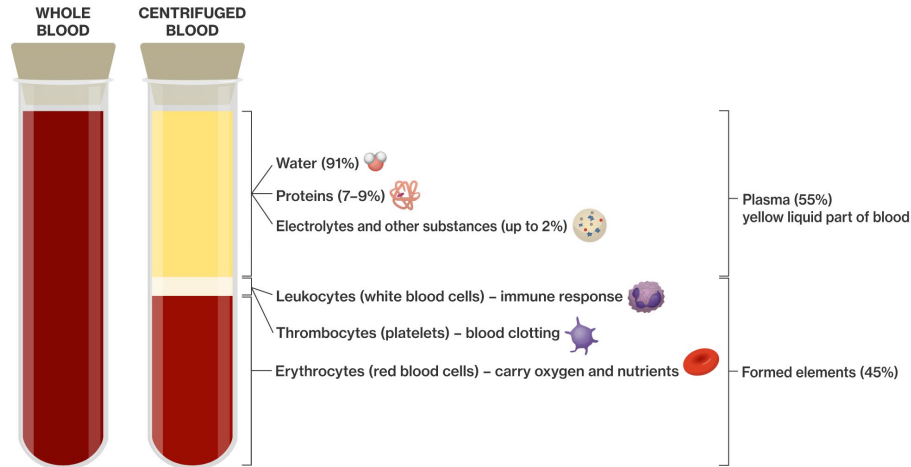 WHOLE
BLOOD
CENTRIFUGED
BLOOD
Water (91%)
Proteins (7–9%)
Electrolytes and other substances (up to 2%)
Plasma (55%)
yellow liquid part of blood
Leukocytes (white blood cells) – immune response
Thrombocytes (platelets) – blood clotting
Erythrocytes (red blood cells) – carry oxygen and nutrients
Formed elements (45%)